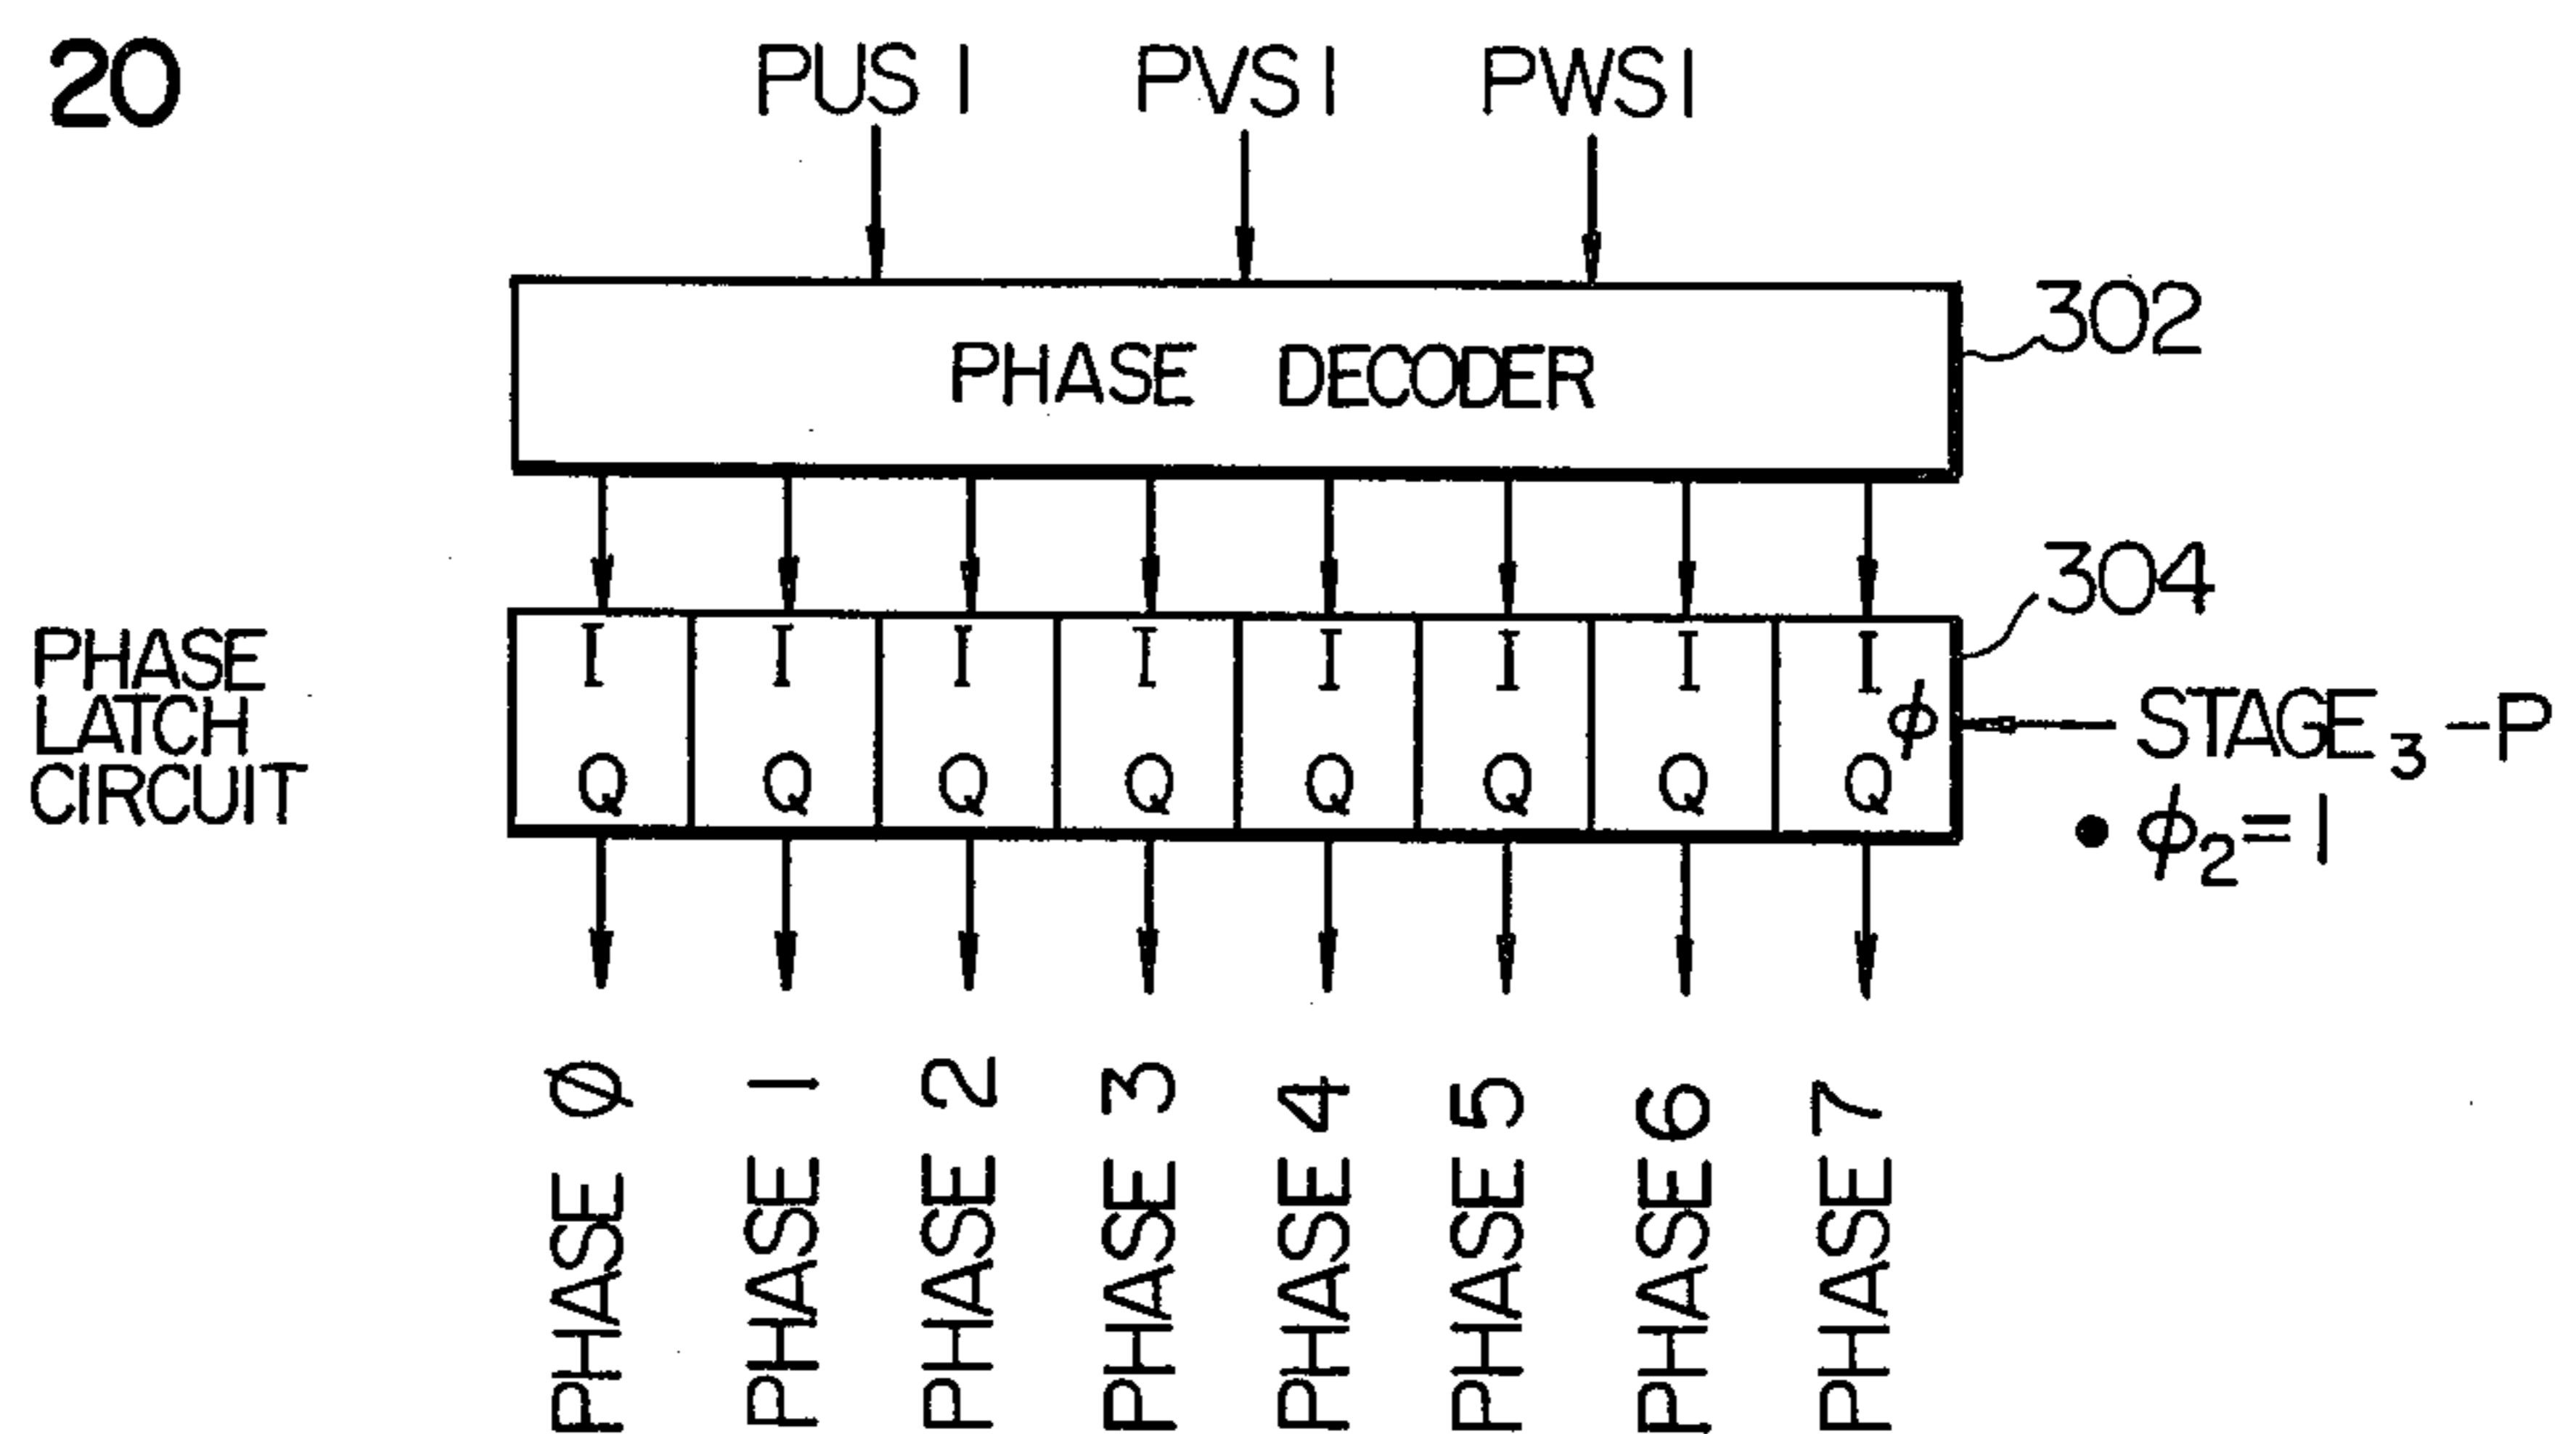 20
PUS1 PVS1 PWS1
PHASE DECODER
302
304
PHASE
LATCH
CIRCUIT
I I I I I I I I
ϕ
Q Q Q Q Q Q Q Q
STAGE₃-P
• ϕ₂=1
PHASE 0
PHASE 1
PHASE 2
PHASE 3
PHASE 4
PHASE 5
PHASE 6
PHASE 7